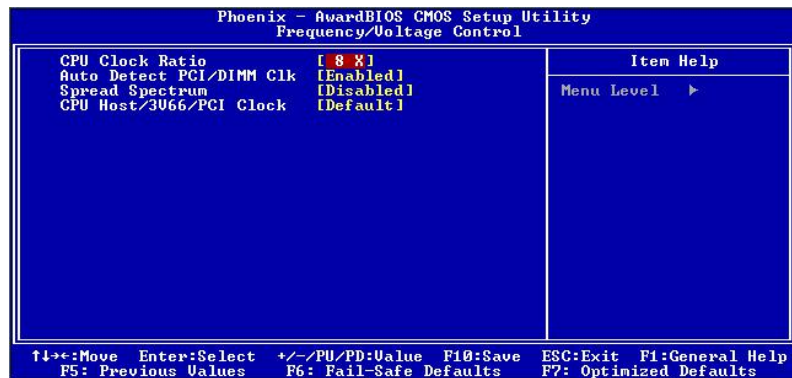 Phoenix - AwardBIOS CMOS Setup Utility
Frequency/Voltage Control
CPU Clock Ratio [ 8 X]
Auto Detect PCI/DIMM Clk [Enabled]
Spread Spectrum [Disabled]
CPU Host/3V66/PCI Clock [Default]
Item Help
Menu Level ▶
↑↓→←:Move Enter:Select +/-/PU/PD:Value F10:Save ESC:Exit F1:General Help
F5: Previous Values F6: Fail-Safe Defaults F7: Optimized Defaults